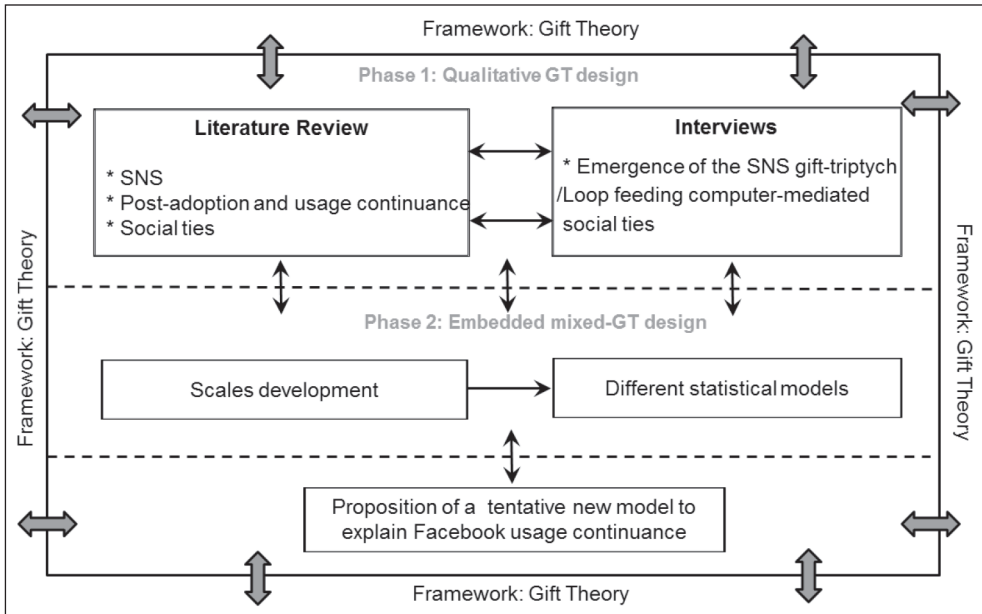 Framework: Gift Theory
Phase 1: Qualitative GT design
Framework: Gift Theory
Literature Review
* SNS
* Post-adoption and usage continuance
* Social ties
Interviews
* Emergence of the SNS gift-triptych
/Loop feeding computer-mediated
social ties
Framework: Gift Theory
Phase 2: Embedded mixed-GT design
Scales development
Different statistical models
Proposition of a tentative new model to
explain Facebook usage continuance
Framework: Gift Theory